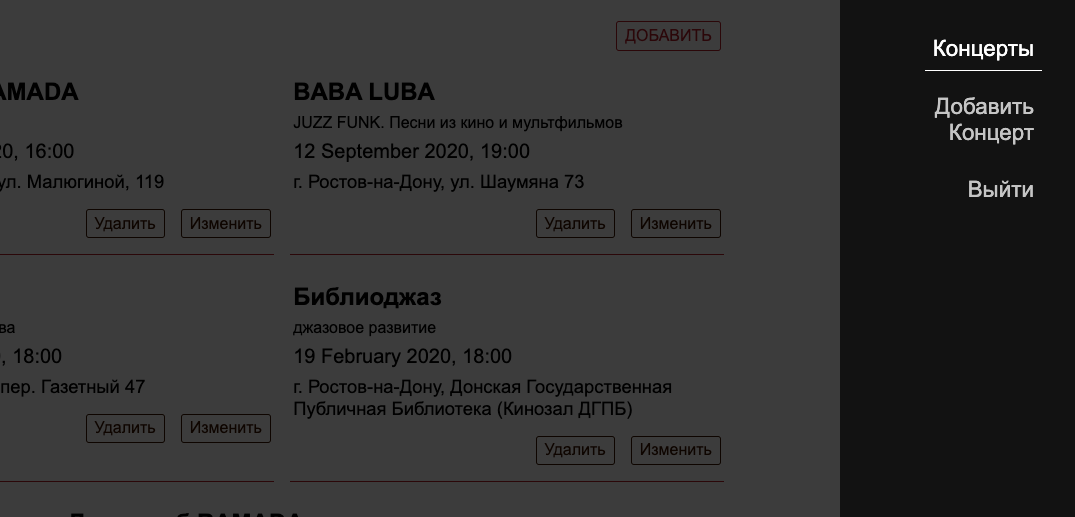 ДОБАВИТЬ
AMADA
20, 16:00
ул. Малюгиной, 119
Удалить Изменить
BABA LUBA
JUZZ FUNK. Песни из кино и мультфильмов
12 September 2020, 19:00
г. Ростов-на-Дону, ул. Шаумяна 73
Удалить Изменить
ва
, 18:00
пер. Газетный 47
Удалить Изменить
Библиоджаз
джазовое развитие
19 February 2020, 18:00
г. Ростов-на-Дону, Донская Государственная
Публичная Библиотека (Кинозал ДГПБ)
Удалить Изменить
Концерты
Добавить
Концерт
Выйти